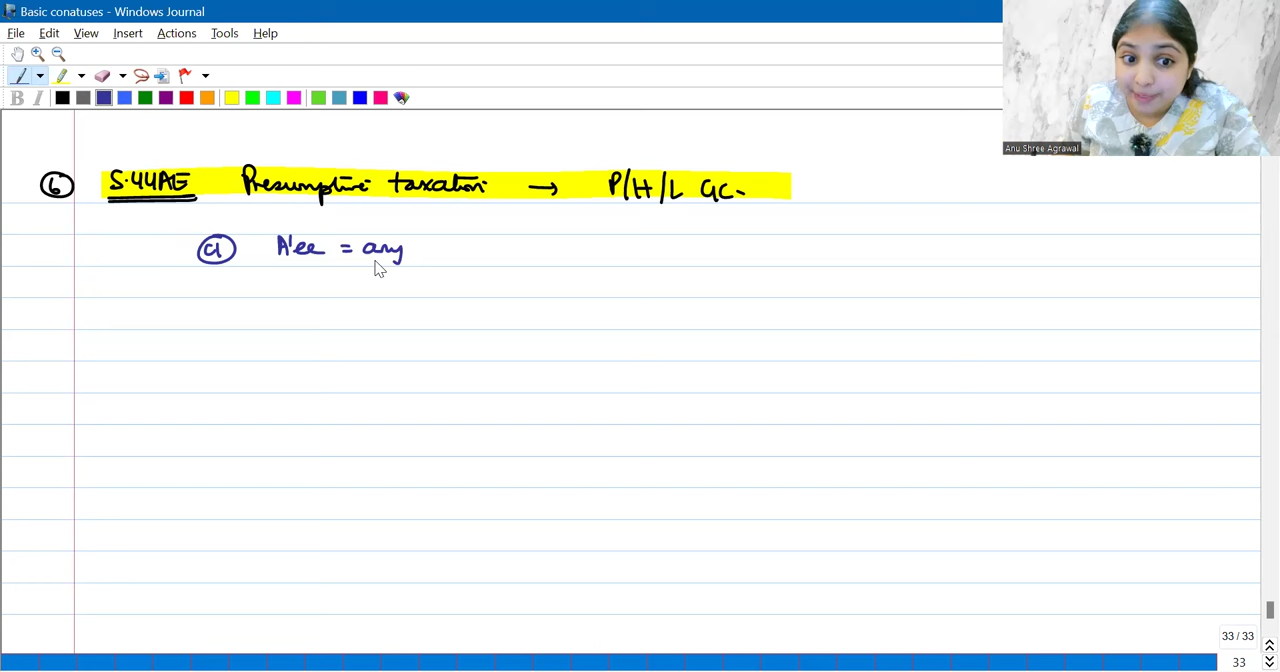 Basic conatuses - Windows Journal
File Edit View Insert Actions Tools Help
B I
Anu Shree Agrawal
6 S.44AE Presumptive taxation → P/H/L GC-
a A'ee = any
33 / 33
33